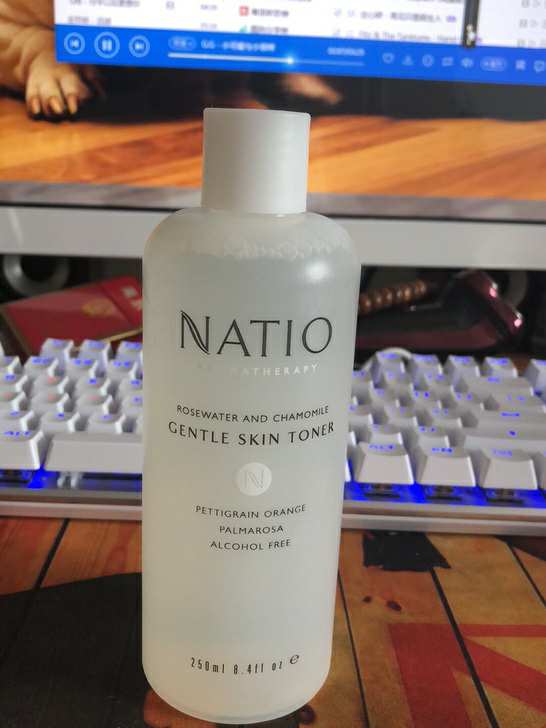 NATIO
AROMATHERAPY
ROSEWATER AND CHAMOMILE
GENTLE SKIN TONER
N
PETTIGRAIN ORANGE
PALMAROSA
ALCOHOL FREE
250ml 8.4fl oz ℮